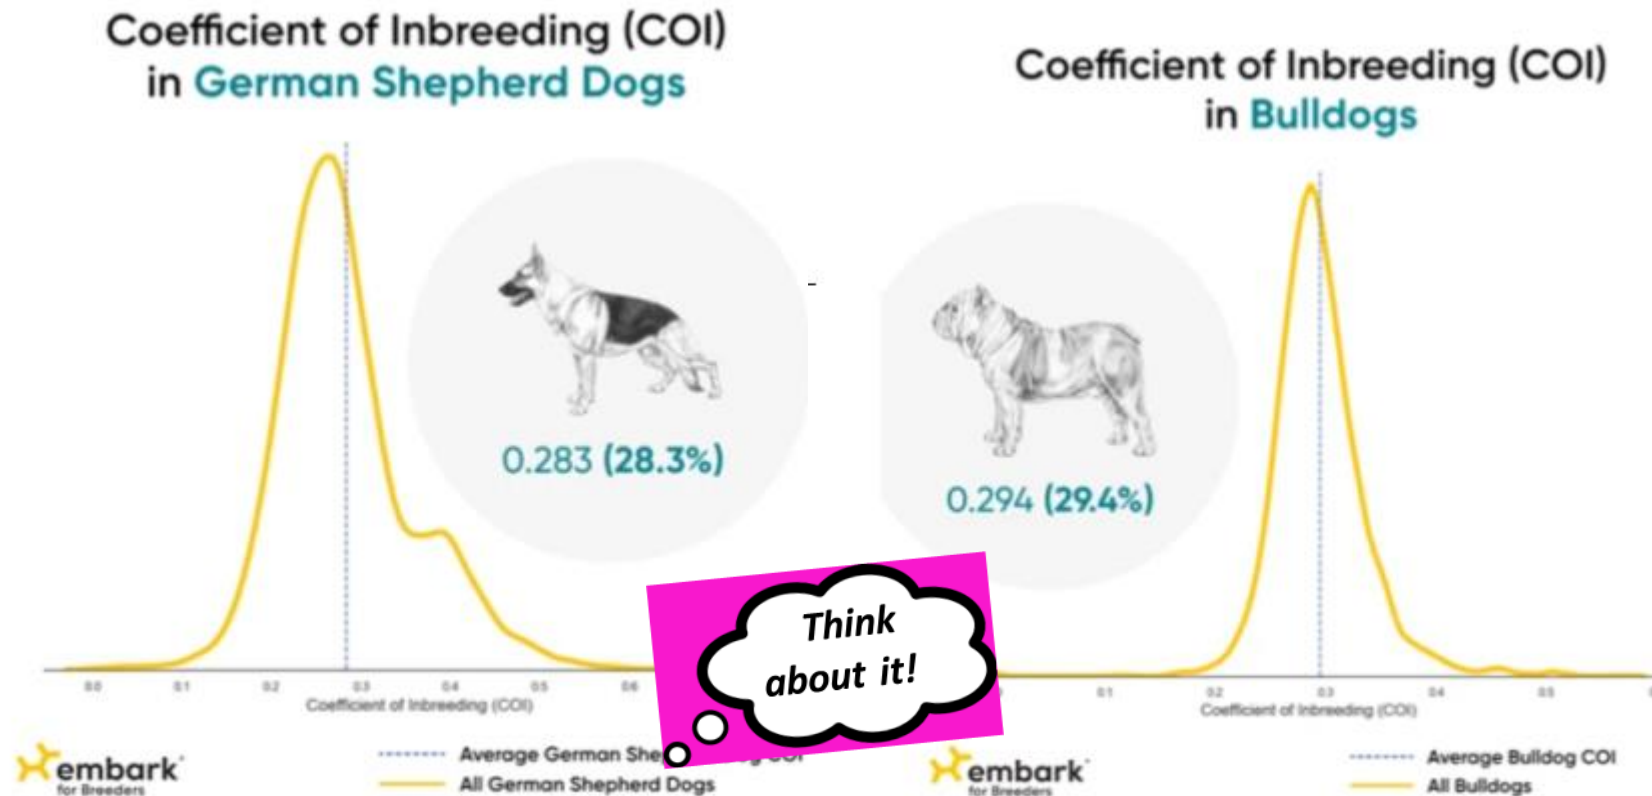 Coefficient of Inbreeding (COI)
in German Shepherd Dogs
0.283 (28.3%)
0.0 0.1 0.2 0.3 0.4 0.5 0.6
Coefficient of Inbreeding (COI)
embark
for Breeders
Average German She
COI
All German Shepherd Dogs
Think
about it!
Coefficient of Inbreeding (COI)
in Bulldogs
0.294 (29.4%)
0.1 0.2 0.3 0.4 0.5
Coefficient of Inbreeding (COI)
embark
for Breeders
Average Bulldog COI
All Bulldogs